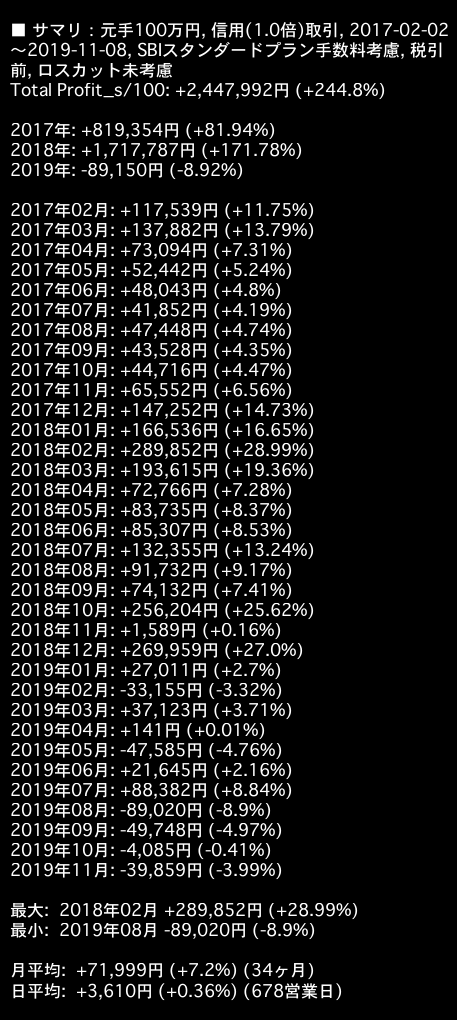 ■ サマリ：元手100万円, 信用(1.0倍)取引, 2017-02-02
〜2019-11-08, SBIスタンダードプラン手数料考慮, 税引
前, ロスカット未考慮
Total Profit_s/100: +2,447,992円 (+244.8%)
2017年: +819,354円 (+81.94%)
2018年: +1,717,787円 (+171.78%)
2019年: -89,150円 (-8.92%)
2017年02月: +117,539円 (+11.75%)
2017年03月: +137,882円 (+13.79%)
2017年04月: +73,094円 (+7.31%)
2017年05月: +52,442円 (+5.24%)
2017年06月: +48,043円 (+4.8%)
2017年07月: +41,852円 (+4.19%)
2017年08月: +47,448円 (+4.74%)
2017年09月: +43,528円 (+4.35%)
2017年10月: +44,716円 (+4.47%)
2017年11月: +65,552円 (+6.56%)
2017年12月: +147,252円 (+14.73%)
2018年01月: +166,536円 (+16.65%)
2018年02月: +289,852円 (+28.99%)
2018年03月: +193,615円 (+19.36%)
2018年04月: +72,766円 (+7.28%)
2018年05月: +83,735円 (+8.37%)
2018年06月: +85,307円 (+8.53%)
2018年07月: +132,355円 (+13.24%)
2018年08月: +91,732円 (+9.17%)
2018年09月: +74,132円 (+7.41%)
2018年10月: +256,204円 (+25.62%)
2018年11月: +1,589円 (+0.16%)
2018年12月: +269,959円 (+27.0%)
2019年01月: +27,011円 (+2.7%)
2019年02月: -33,155円 (-3.32%)
2019年03月: +37,123円 (+3.71%)
2019年04月: +141円 (+0.01%)
2019年05月: -47,585円 (-4.76%)
2019年06月: +21,645円 (+2.16%)
2019年07月: +88,382円 (+8.84%)
2019年08月: -89,020円 (-8.9%)
2019年09月: -49,748円 (-4.97%)
2019年10月: -4,085円 (-0.41%)
2019年11月: -39,859円 (-3.99%)
最大: 2018年02月 +289,852円 (+28.99%)
最小: 2019年08月 -89,020円 (-8.9%)
月平均: +71,999円 (+7.2%) (34ヶ月)
日平均: +3,610円 (+0.36%) (678営業日)